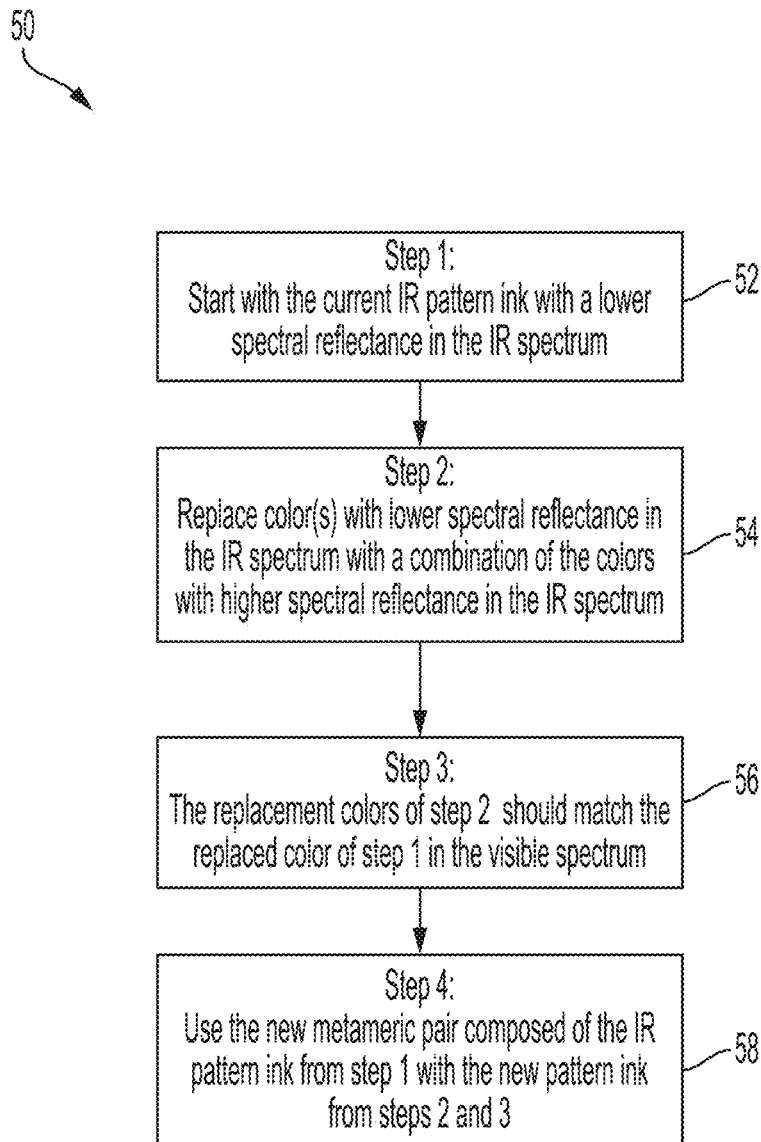 50
Step 1:
Start with the current IR pattern ink with a lower
spectral reflectance in the IR spectrum
52
Step 2:
Replace color(s) with lower spectral reflectance in
the IR spectrum with a combination of the colors
with higher spectral reflectance in the IR spectrum
54
Step 3:
The replacement colors of step 2 should match the
replaced color of step 1 in the visible spectrum
56
Step 4:
Use the new metameric pair composed of the IR
pattern ink from step 1 with the new pattern ink
from steps 2 and 3
58